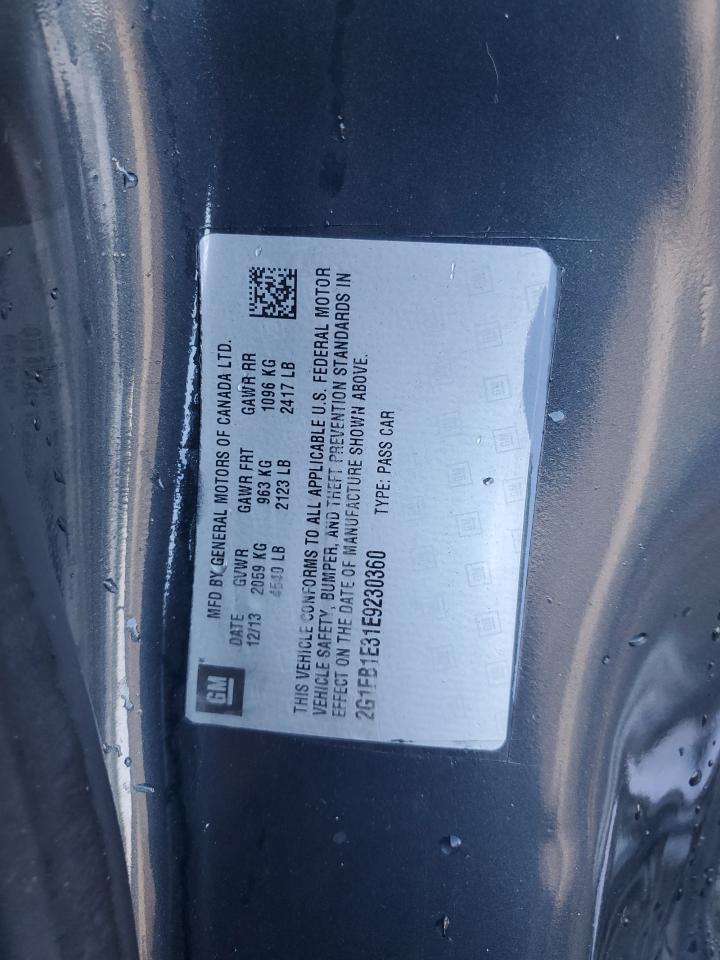 GM
MFD BY GENERAL MOTORS OF CANADA LTD.
DATE GVWR GAWR FRT GAWR RR
12/13 2059 KG 963 KG 1096 KG
4540 LB 2123 LB 2417 LB
THIS VEHICLE CONFORMS TO ALL APPLICABLE U.S. FEDERAL MOTOR
VEHICLE SAFETY, BUMPER, AND THEFT PREVENTION STANDARDS IN
EFFECT ON THE DATE OF MANUFACTURE SHOWN ABOVE.
2G1FB1E31E9230360 TYPE: PASS CAR